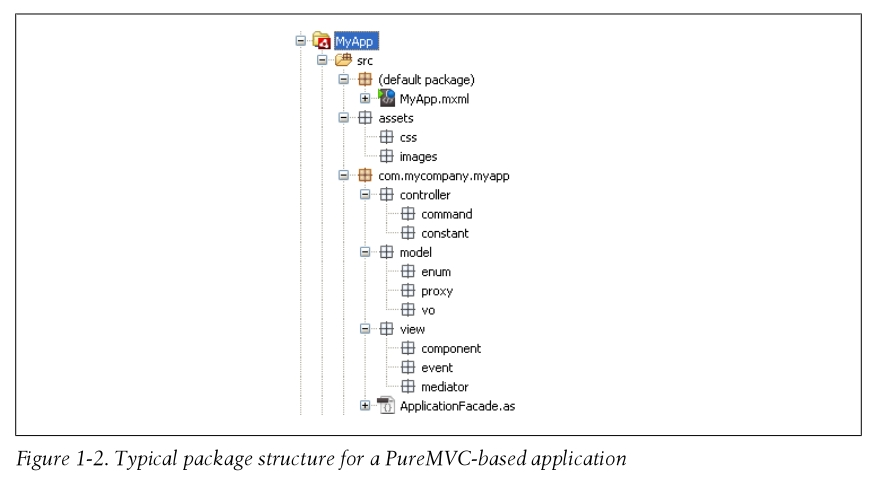 MyApp
src
(default package)
MyApp.mxml
assets
css
images
com.mycompany.myapp
controller
command
constant
model
enum
proxy
vo
view
component
event
mediator
ApplicationFacade.as
Figure 1-2. Typical package structure for a PureMVC-based application